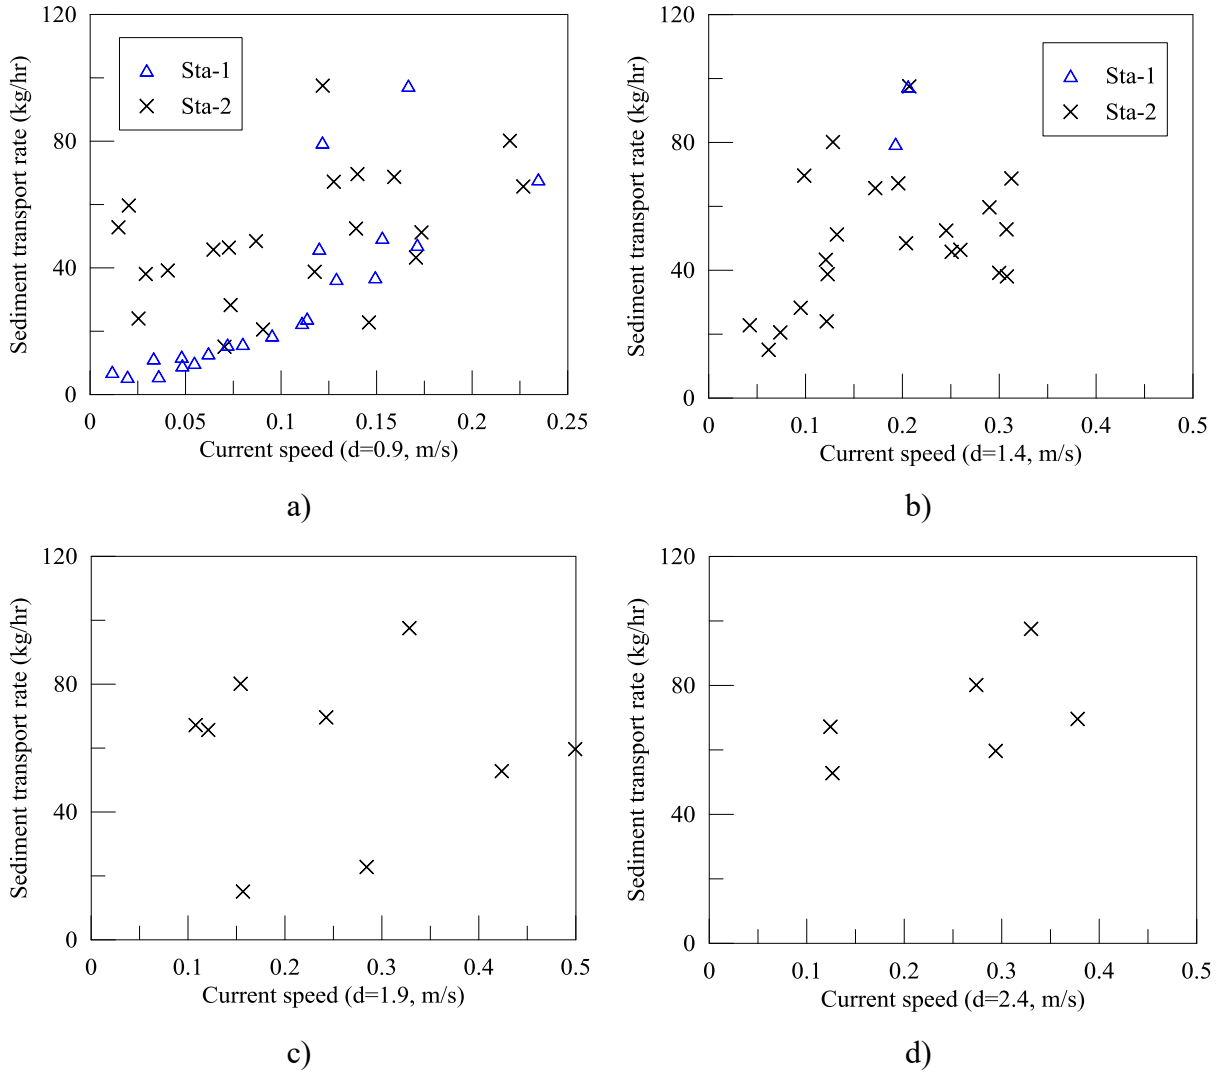 120
80
40
0
Sediment transport rate (kg/hr)
Sta-1
Sta-2
0 0.05 0.1 0.15 0.2 0.25
Current speed (d=0.9, m/s)
a)
120
80
40
0
Sediment transport rate (kg/hr)
Sta-1
Sta-2
0 0.1 0.2 0.3 0.4 0.5
Current speed (d=1.4, m/s)
b)
120
80
40
0
Sediment transport rate (kg/hr)
0 0.1 0.2 0.3 0.4 0.5
Current speed (d=1.9, m/s)
c)
120
80
40
0
Sediment transport rate (kg/hr)
0 0.1 0.2 0.3 0.4 0.5
Current speed (d=2.4, m/s)
d)